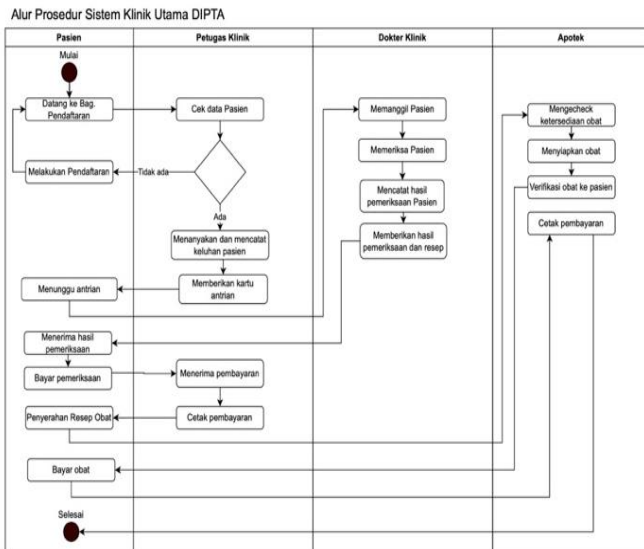 Alur Prosedur Sistem Klinik Utama DIPTA
Pasien
Petugas Klinik
Dokter Klinik
Apotek
Mulai
Datang ke Bag.
Pendaftaran
Cek data Pasien
Memanggil Pasien
Mengecheck
ketersediaan obat
Memeriksa Pasien
Menyiapkan obat
Melakukan Pendaftaran
Tidak ada
Mencatat hasil
pemeriksaan Pasien
Verifikasi obat ke pasien
Ada
Menanyakan dan mencatat
keluhan pasien
Memberikan hasil
pemeriksaan dan resep
Cetak pembayaran
Menunggu antrian
Memberikan kartu
antrian
Menerima hasil
pemeriksaan
Bayar pemeriksaan
Menerima pembayaran
Penyerahan Resep Obat
Cetak pembayaran
Bayar obat
Selesai